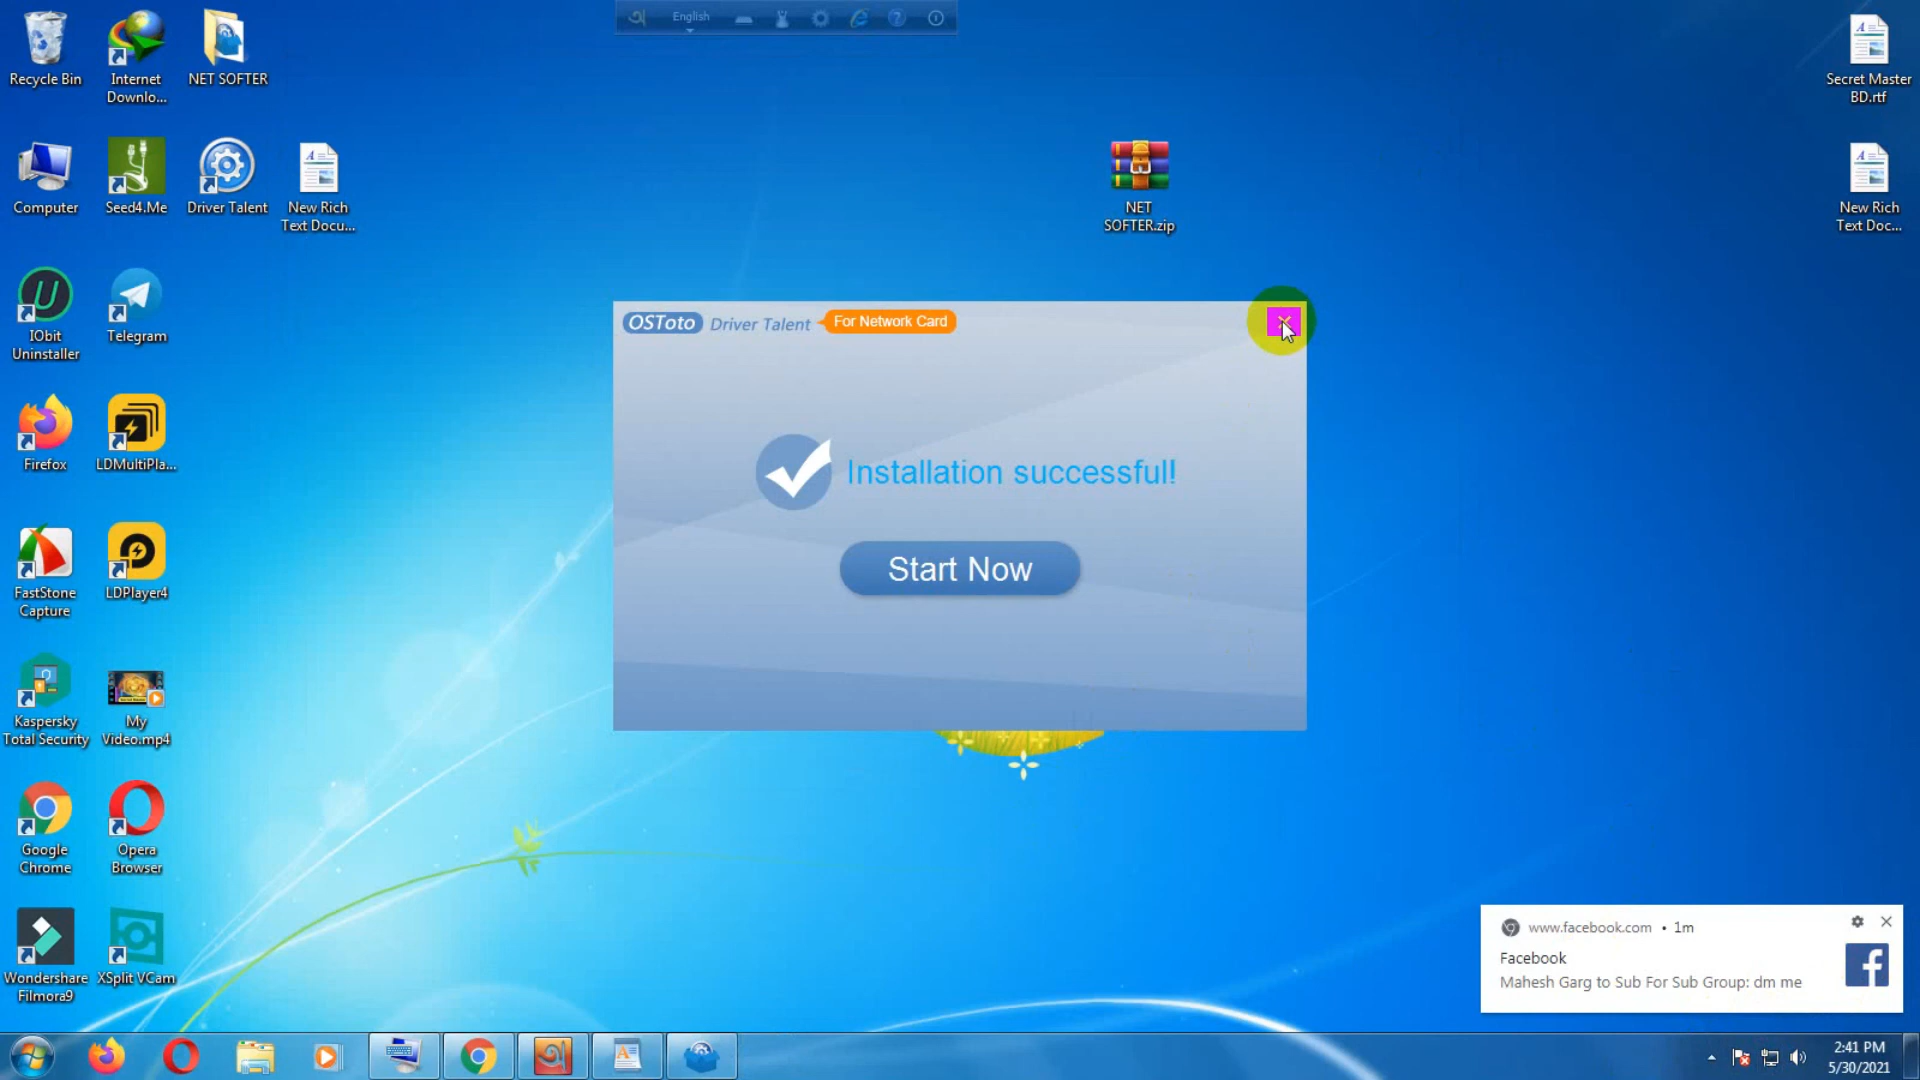 English
Recycle Bin
Internet
Downlo...
NET SOFTER
Secret Master
BD.rtf
Computer
Seed4.Me
Driver Talent
New Rich
Text Docu...
NET
SOFTER.zip
New Rich
Text Doc...
IObit
Uninstaller
Telegram
OSToto Driver Talent For Network Card
Installation successful!
Start Now
Firefox
LDMultiPla...
FastStone
Capture
LDPlayer4
Kaspersky
Total Security
My
Video.mp4
Google
Chrome
Opera
Browser
Wondershare
Filmora9
XSplit VCam
www.facebook.com • 1m
Facebook
Mahesh Garg to Sub For Sub Group: dm me
2:41 PM
5/30/2021